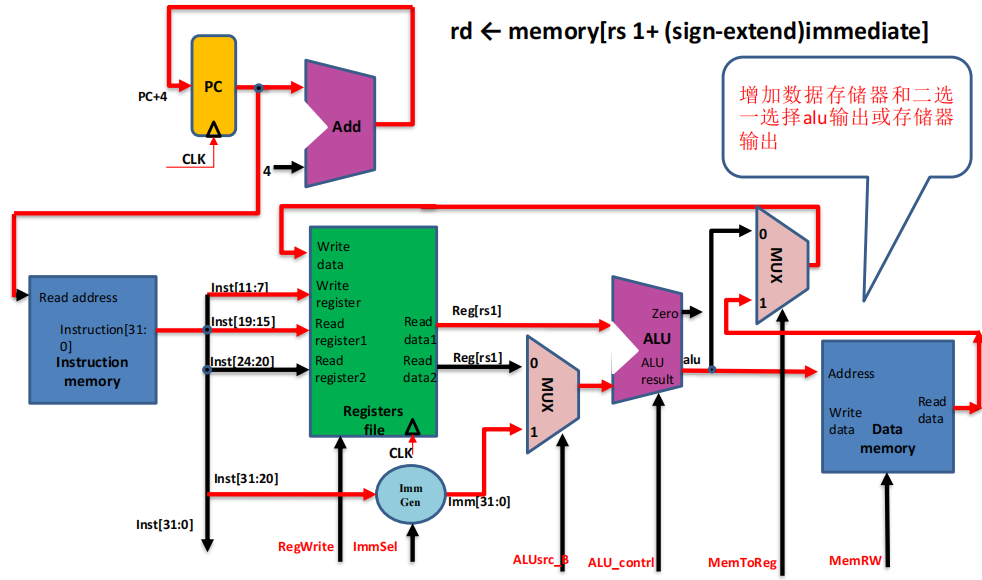 rd ← memory[rs 1+ (sign-extend)immediate]
PC
PC+4
Add
CLK
4
增加数据存储器和二选
一选择alu输出或存储器
输出
Write
data
Write
register
Read
register1
Read
register2
Read
data1
Read
data2
Registers
file
CLK
Inst[11:7]
Inst[19:15]
Inst[24:20]
Inst[31:20]
Inst[31:0]
Read address
Instruction[31:
0]
Instruction
memory
Reg[rs1]
Reg[rs1]
0
MUX
1
Zero
ALU
ALU
result
alu
0
MUX
1
Address
Write
data
Read
data
Data
memory
Imm
Gen
Imm[31:0]
RegWrite
ImmSel
ALUsrc_B
ALU_contrl
MemToReg
MemRW